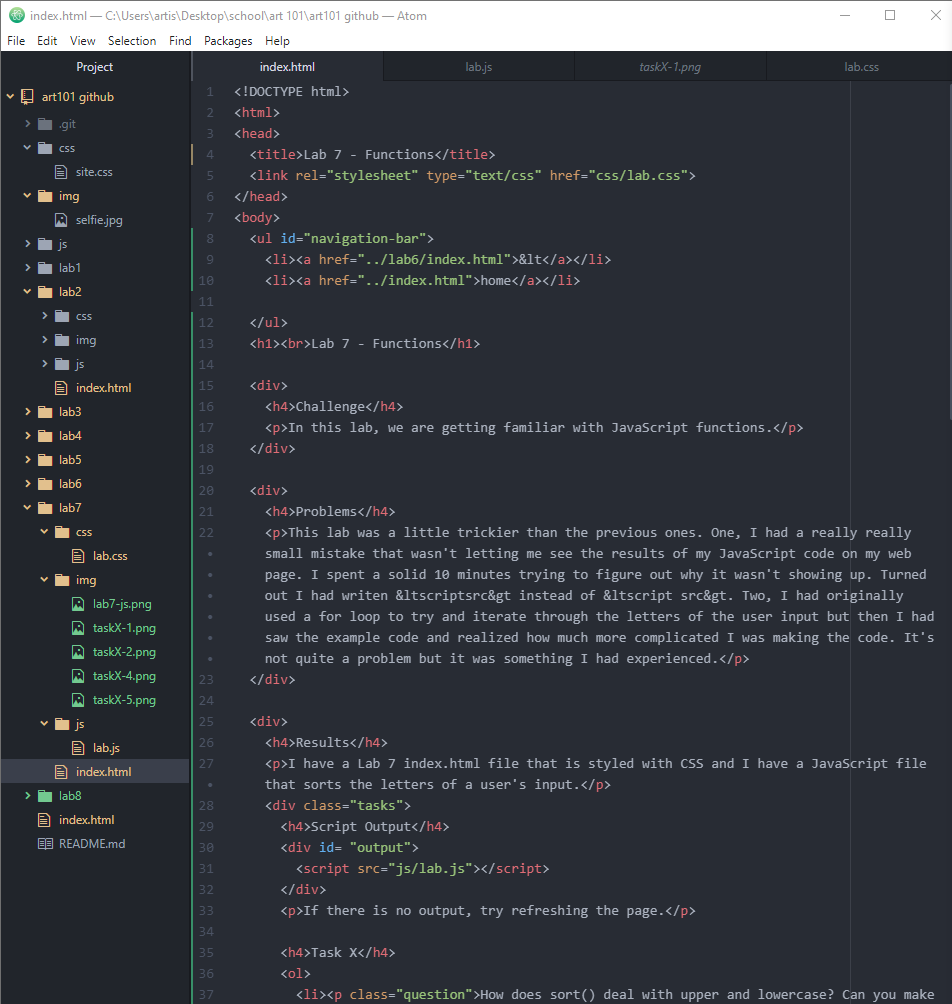 index.html — C:\Users\artis\Desktop\school\art 101\art101 github — Atom
File Edit View Selection Find Packages Help
Project
art101 github
.git
css
site.css
img
selfie.jpg
js
lab1
lab2
css
img
js
index.html
lab3
lab4
lab5
lab6
lab7
css
lab.css
img
lab7-js.png
taskX-1.png
taskX-2.png
taskX-4.png
taskX-5.png
js
lab.js
index.html
lab8
index.html
README.md
index.html lab.js taskX-1.png lab.css
1 <!DOCTYPE html>
2 <html>
3 <head>
4 <title>Lab 7 - Functions</title>
5 <link rel="stylesheet" type="text/css" href="css/lab.css">
6 </head>
7 <body>
8 <ul id="navigation-bar">
9 <li><a href="../lab6/index.html">&lt</a></li>
10 <li><a href="../index.html">home</a></li>
11
12 </ul>
13 <h1><br>Lab 7 - Functions</h1>
14
15 <div>
16 <h4>Challenge</h4>
17 <p>In this lab, we are getting familiar with JavaScript functions.</p>
18 </div>
19
20 <div>
21 <h4>Problems</h4>
22 <p>This lab was a little trickier than the previous ones. One, I had a really really
• small mistake that wasn't letting me see the results of my JavaScript code on my web
• page. I spent a solid 10 minutes trying to figure out why it wasn't showing up. Turned
• out I had writen &ltscriptsrc&gt instead of &ltscript src&gt. Two, I had originally
• used a for loop to try and iterate through the letters of the user input but then I had
• saw the example code and realized how much more complicated I was making the code. It's
• not quite a problem but it was something I had experienced.</p>
23 </div>
24
25 <div>
26 <h4>Results</h4>
27 <p>I have a Lab 7 index.html file that is styled with CSS and I have a JavaScript file
• that sorts the letters of a user's input.</p>
28 <div class="tasks">
29 <h4>Script Output</h4>
30 <div id= "output">
31 <script src="js/lab.js"></script>
32 </div>
33 <p>If there is no output, try refreshing the page.</p>
34
35 <h4>Task X</h4>
36 <ol>
37 <li><p class="question">How does sort() deal with upper and lowercase? Can you make